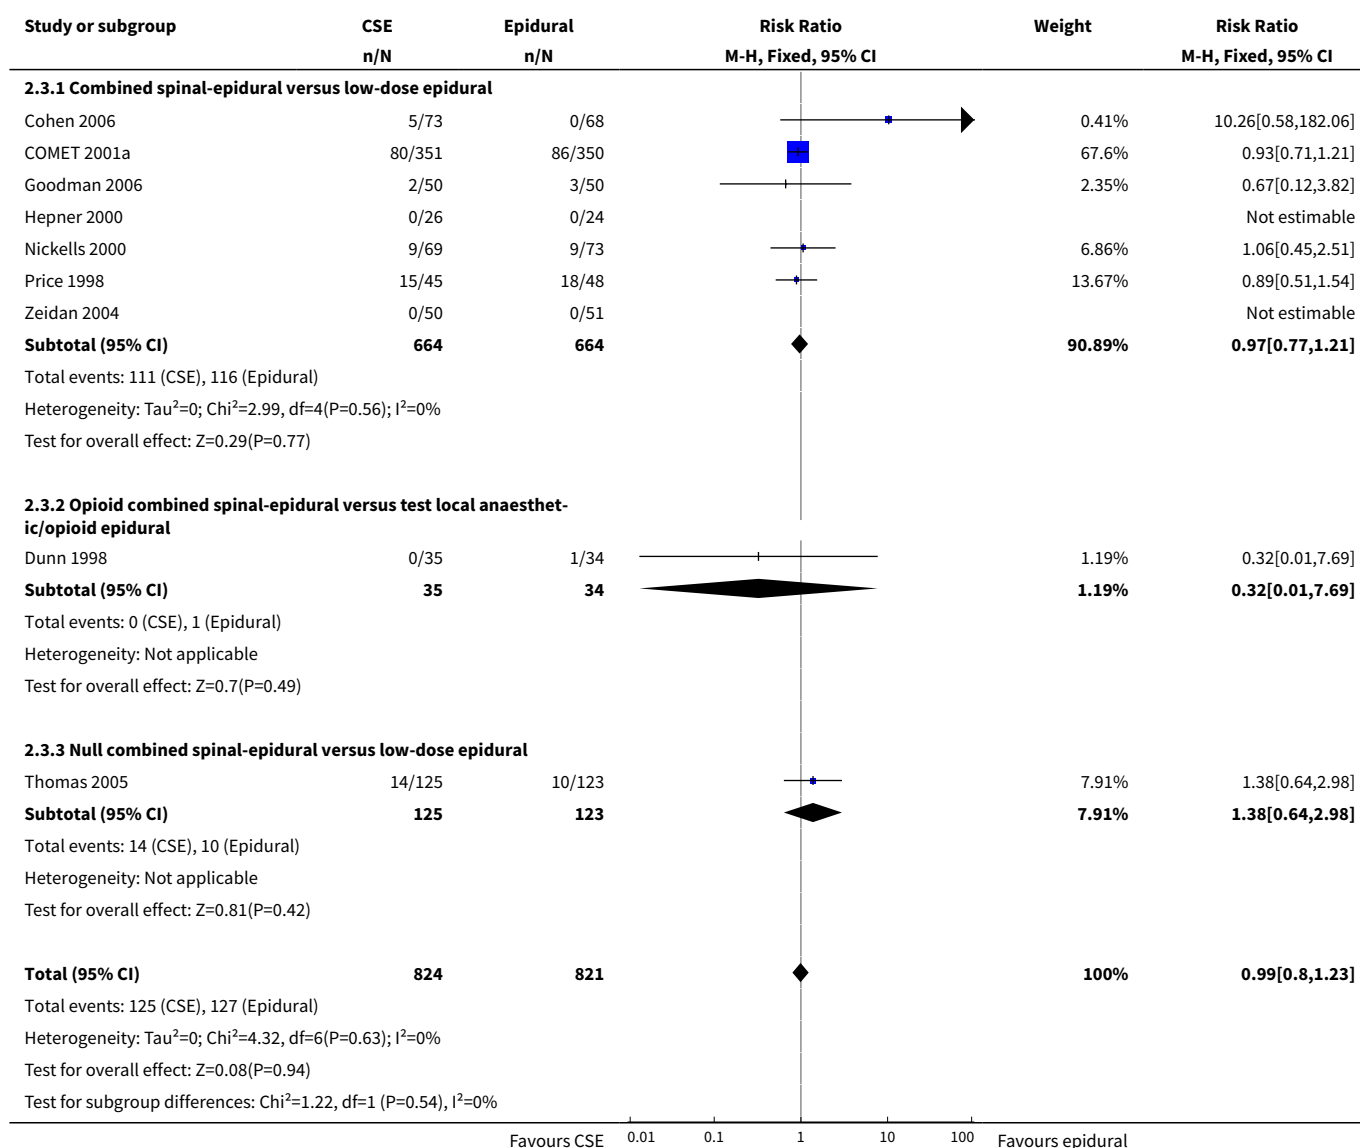 Study or subgroup CSE Epidural Risk Ratio Weight Risk Ratio
n/N n/N M-H, Fixed, 95% CI M-H, Fixed, 95% CI
2.3.1 Combined spinal-epidural versus low-dose epidural
Cohen 2006 5/73 0/68 0.41% 10.26[0.58,182.06]
COMET 2001a 80/351 86/350 67.6% 0.93[0.71,1.21]
Goodman 2006 2/50 3/50 2.35% 0.67[0.12,3.82]
Hepner 2000 0/26 0/24 Not estimable
Nickells 2000 9/69 9/73 6.86% 1.06[0.45,2.51]
Price 1998 15/45 18/48 13.67% 0.89[0.51,1.54]
Zeidan 2004 0/50 0/51 Not estimable
Subtotal (95% CI) 664 664 90.89% 0.97[0.77,1.21]
Total events: 111 (CSE), 116 (Epidural)
Heterogeneity: Tau²=0; Chi²=2.99, df=4(P=0.56); I²=0%
Test for overall effect: Z=0.29(P=0.77)
2.3.2 Opioid combined spinal-epidural versus test local anaesthet-
ic/opioid epidural
Dunn 1998 0/35 1/34 1.19% 0.32[0.01,7.69]
Subtotal (95% CI) 35 34 1.19% 0.32[0.01,7.69]
Total events: 0 (CSE), 1 (Epidural)
Heterogeneity: Not applicable
Test for overall effect: Z=0.7(P=0.49)
2.3.3 Null combined spinal-epidural versus low-dose epidural
Thomas 2005 14/125 10/123 7.91% 1.38[0.64,2.98]
Subtotal (95% CI) 125 123 7.91% 1.38[0.64,2.98]
Total events: 14 (CSE), 10 (Epidural)
Heterogeneity: Not applicable
Test for overall effect: Z=0.81(P=0.42)
Total (95% CI) 824 821 100% 0.99[0.8,1.23]
Total events: 125 (CSE), 127 (Epidural)
Heterogeneity: Tau²=0; Chi²=4.32, df=6(P=0.63); I²=0%
Test for overall effect: Z=0.08(P=0.94)
Test for subgroup differences: Chi²=1.22, df=1 (P=0.54), I²=0%
Favours CSE 0.01 0.1 1 10 100 Favours epidural